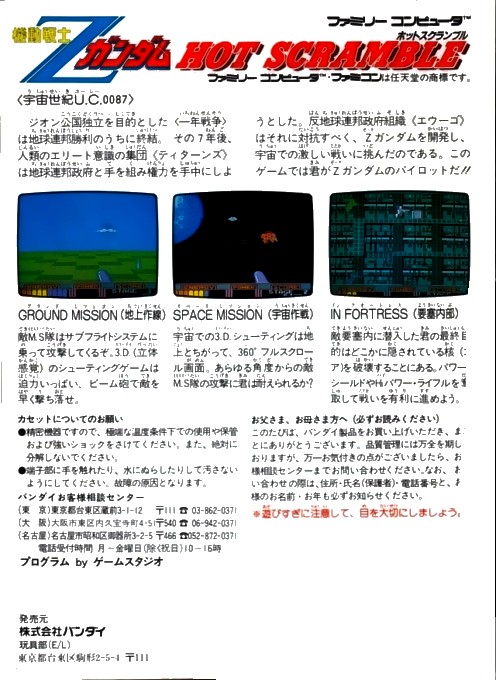 ファミリー コンピュータ™
機動戦士
Zガンダム
ホットスクランブル
HOT SCRAMBLE
ファミリー コンピュータ™・ファミコンは任天堂の商標です。
〈宇宙世紀U.C.0087〉
ジオン公国独立を目的とした〈一年戦争〉
は地球連邦勝利のうちに終結。その7年後、
人類のエリート意識の集団〈ティターンズ〉
は地球連邦政府と手を組み権力を手中にしよ
うとした。反地球連邦政府組織〈エウーゴ〉
はそれに対抗すべく、Zガンダムを開発し、
宇宙での激しい戦いに挑んだのである。この
ゲームでは君がZガンダムのパイロットだ!!
GROUND MISSION (地上作線)
敵M.S隊はサブフライトシステムに
乗って攻撃してくるぞ。3.D.(立体
感覚)のシューティングゲームは
迫力いっぱい、ビーム砲で敵を
早く撃ち落せ。
SPACE MISSION (宇宙作戦)
宇宙での3.D.シューティングは地
上とちがって、360°フルスクロー
ル画面。あらゆる角度からの敵
M.S隊の攻撃に君は耐えられるか?
IN FORTRESS (要塞内部)
敵要塞内に潜入した君の最終目
的はどこかに隠されている核(コ
ア)を破壊することにある。パワー
シールドやHiパワー・ライフルを奪
取して戦いを有利に進めよう。
カセットについてのお願い
●精密機器ですので、極端な温度条件下での使用や保管
および強いショックをさけてください。また、絶対に
分解しないでください。
●端子部に手を触れたり、水にぬらしたりして汚さない
ようにしてください。故障の原因となります。
バンダイお客様相談センター
(東 京)東京都台東区蔵前3-1-12 〒111 ☎ 03-862-0371
(大 阪)大阪市東区内久宝寺町4-51〒540 ☎ 06-942-0371
(名古屋)名古屋市昭和区御器所3-2-5 〒466 ☎052-872-0371
電話受付時間 月〜金曜日(除く祝日)10-16時
プログラム by ゲームスタジオ
お父さま、お母さま方へ(必ずお読みください)
このたびは、バンダイ製品をお買い上げいただき、ま
とにありがとうございます。品質管理には万全を期し
おりますが、万一お気付きの点がございましたら、お
様相談センターまでお問い合わせください。なお、お
い合わせの際は、住所・氏名(保護者)・電話番号と、お
様のお名前・お年も必ずお知らせください。
※遊びすぎに注意して、目を大切にしましょう。
発売元
株式会社バンダイ
玩具部(E/L)
東京都台東区駒形2-5-4 〒111